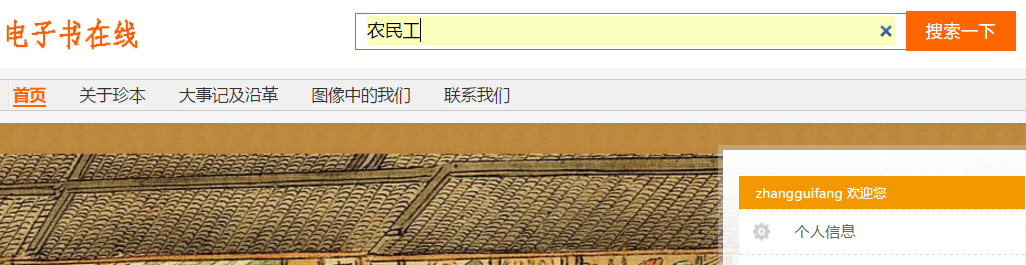 电子书在线
农民工
搜索一下
首页 关于珍本 大事记及沿革 图像中的我们 联系我们
zhangguifang 欢迎您
个人信息